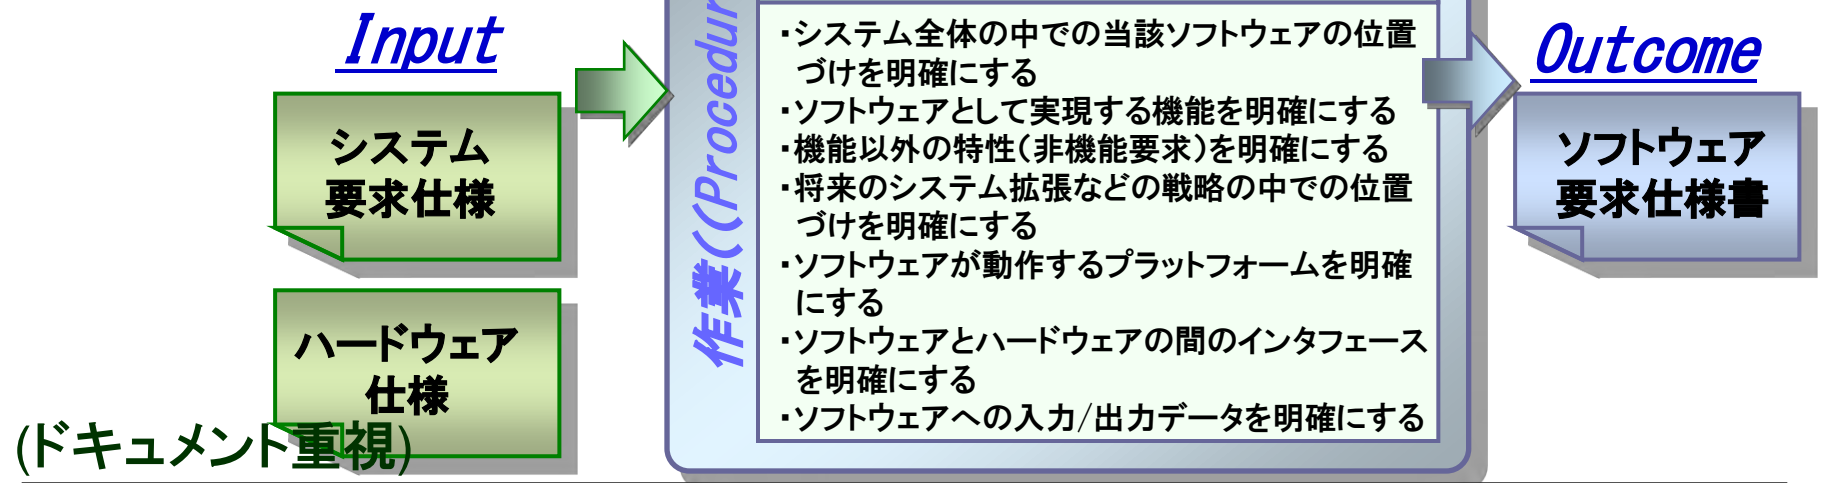 Input
システム
要求仕様
ハードウェア
仕様
(ドキュメント重視)
作業((Procedur
・システム全体の中での当該ソフトウェアの位置
づけを明確にする
・ソフトウェアとして実現する機能を明確にする
・機能以外の特性(非機能要求)を明確にする
・将来のシステム拡張などの戦略の中での位置
づけを明確にする
・ソフトウェアが動作するプラットフォームを明確
にする
・ソフトウェアとハードウェアの間のインタフェース
を明確にする
・ソフトウェアへの入力/出力データを明確にする
Outcome
ソフトウェア
要求仕様書